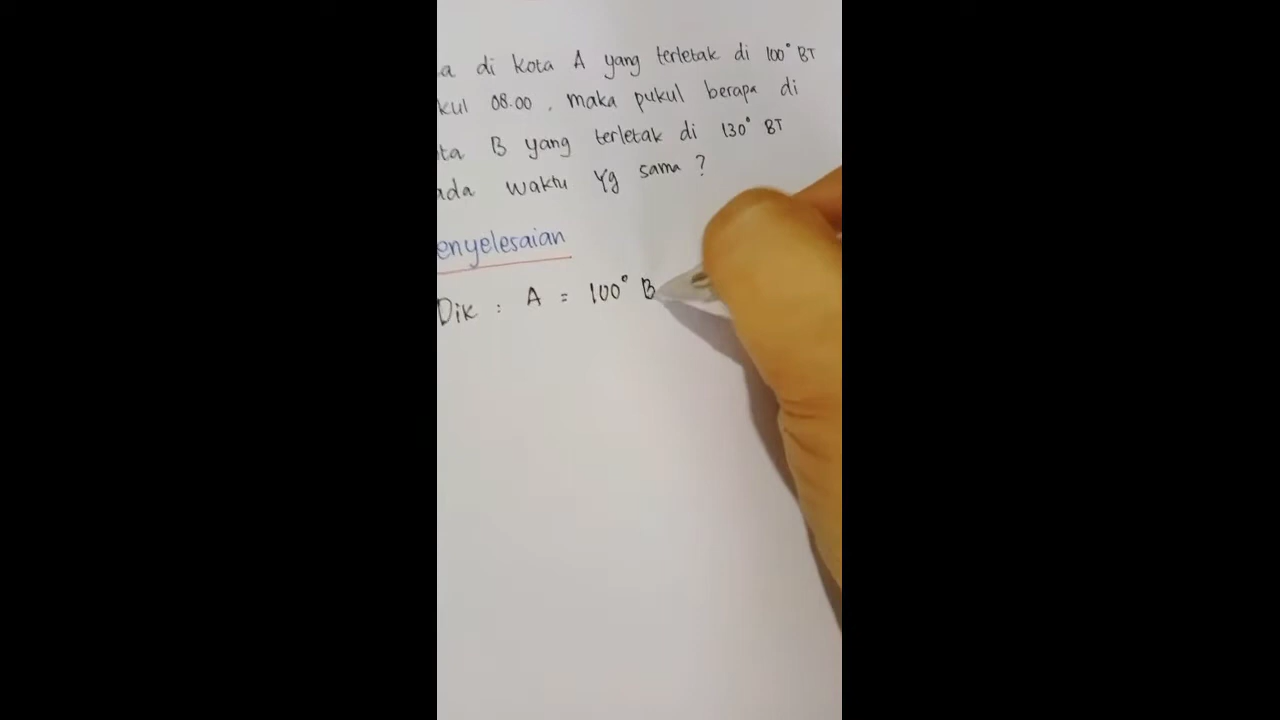 a di kota A yang terletak di 100° BT
kul 08.00 . maka pukul berapa di
ta B yang terletak di 130° BT
ada waktu Yg sama ?
enyelesaian
Dik : A = 100° B